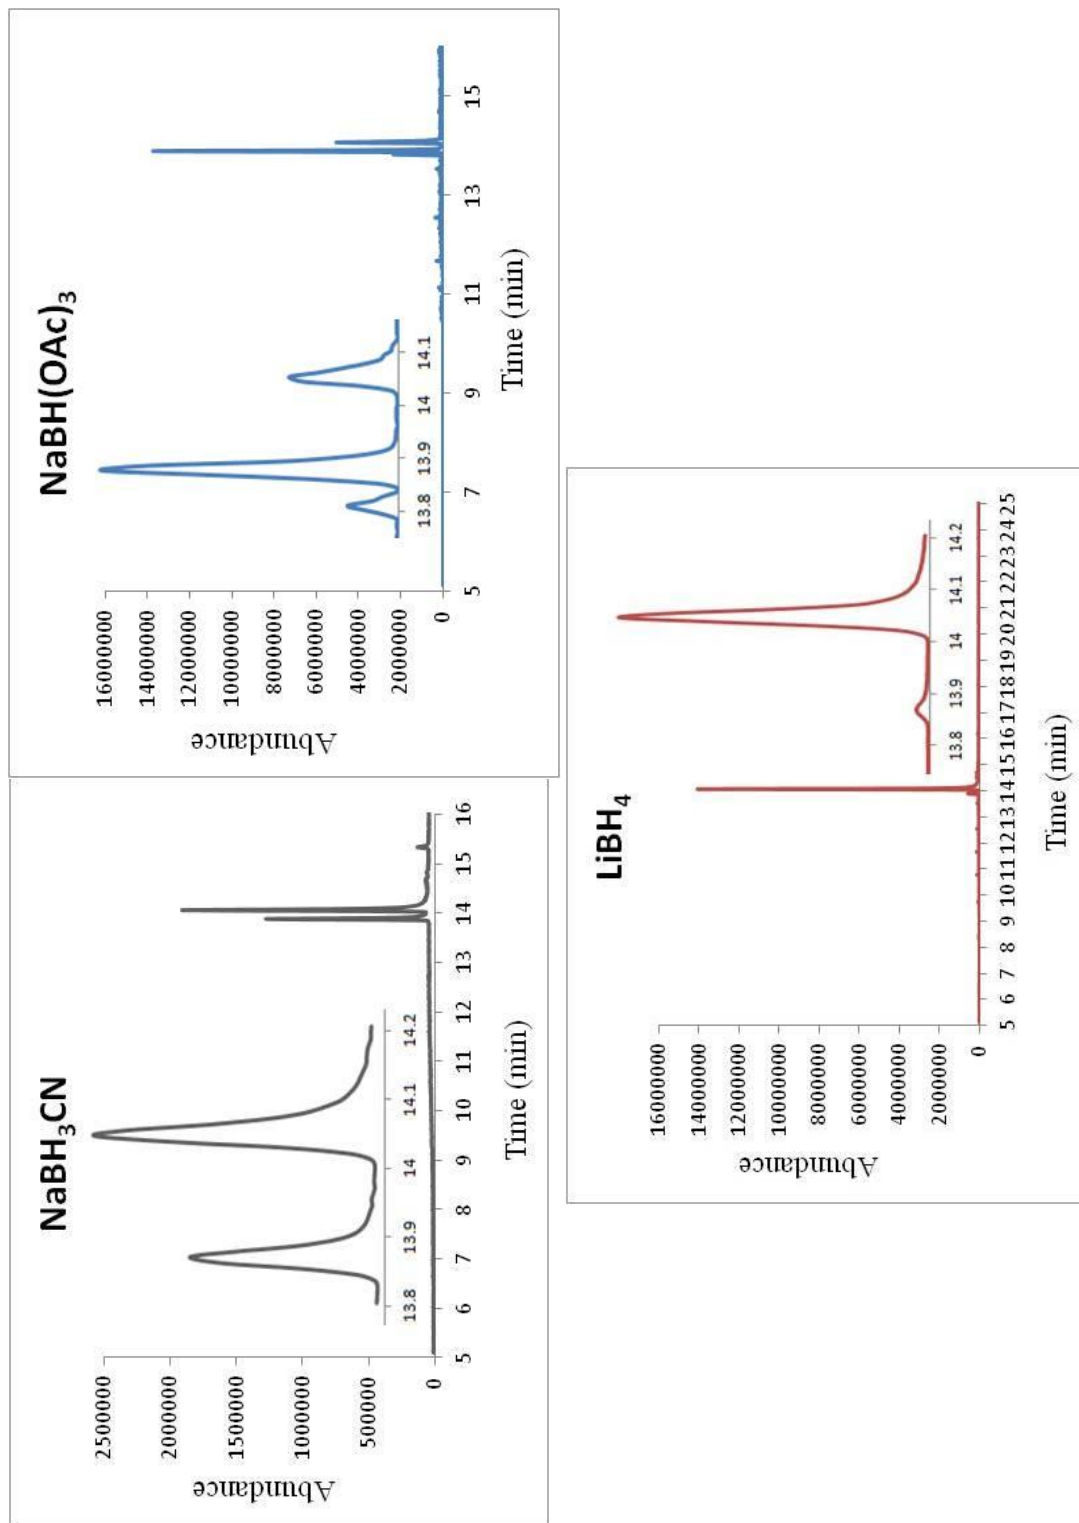 NaBH3CN
Abundance
2500000
2000000
1500000
1000000
500000
0
5 6 7 8 9 10 11 12 13 14 15 16
13.8 13.9 14 14.1 14.2
Time (min)
NaBH(OAc)3
Abundance
16000000
14000000
12000000
10000000
8000000
6000000
4000000
2000000
0
5 7 9 11 13 15
13.8 13.9 14 14.1
Time (min)
LiBH4
Abundance
16000000
14000000
12000000
10000000
8000000
6000000
4000000
2000000
0
5 6 7 8 9 10 11 12 13 14 15 16 17 18 19 20 21 22 23 24 25
13.8 13.9 14 14.1 14.2
Time (min)